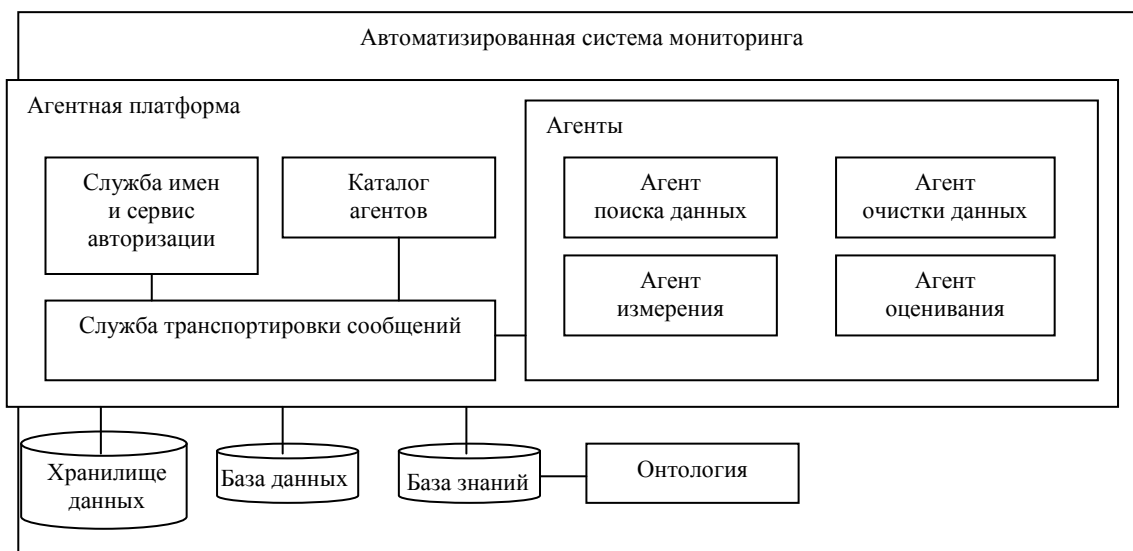 Автоматизированная система мониторинга
Агентная платформа
Агенты
Служба имен
и сервис
авторизации
Каталог
агентов
Агент
поиска данных
Агент
очистки данных
Агент
измерения
Агент
оценивания
Служба транспортировки сообщений
Хранилище
данных
База данных
База знаний
Онтология